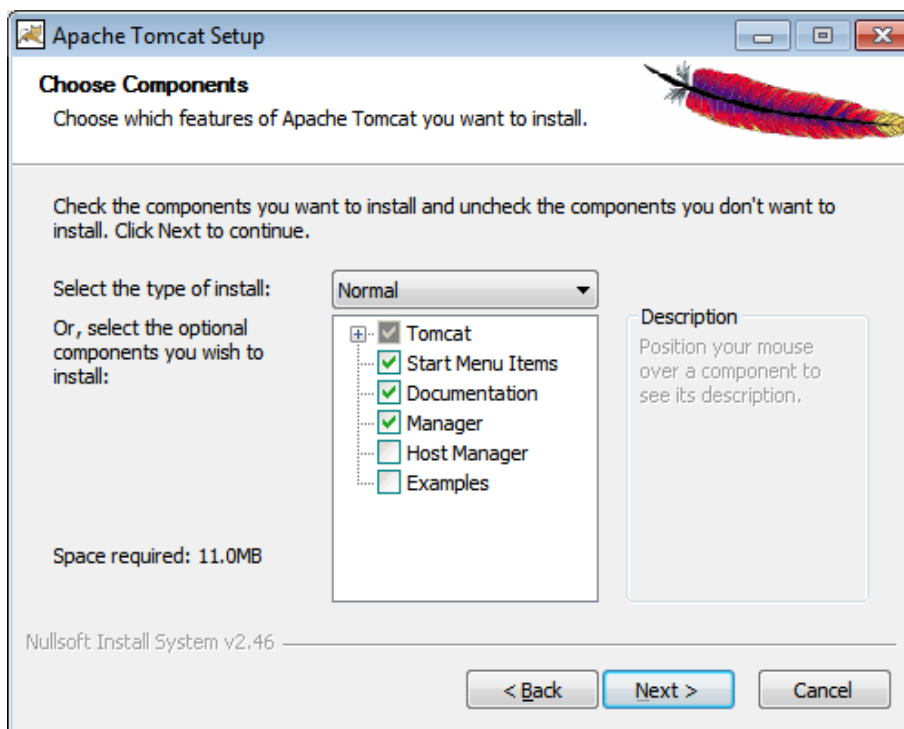 Apache Tomcat Setup
Choose Components
Choose which features of Apache Tomcat you want to install.
Check the components you want to install and uncheck the components you don't want to
install. Click Next to continue.
Select the type of install:
Normal
Or, select the optional
components you wish to
install:
Tomcat
Start Menu Items
Documentation
Manager
Host Manager
Examples
Description
Position your mouse
over a component to
see its description.
Space required: 11.0MB
Nullsoft Install System v2.46
< Back
Next >
Cancel